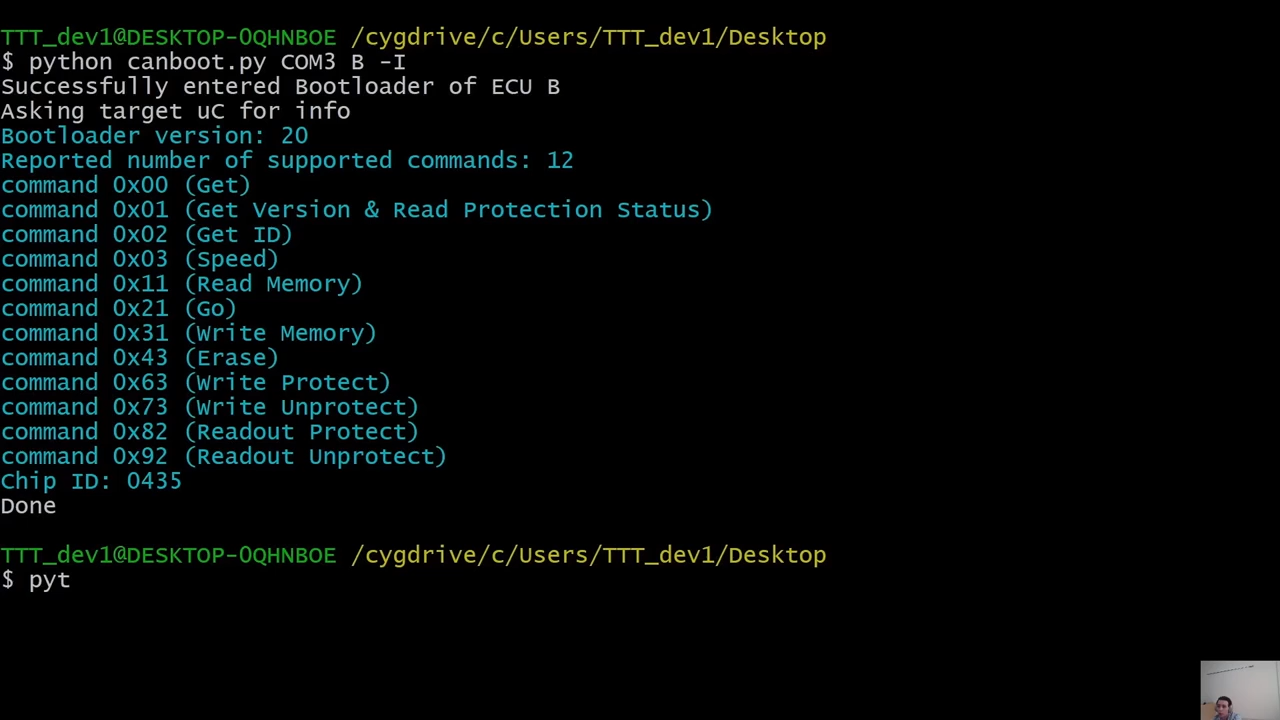 TTT_dev1@DESKTOP-0QHNBOE /cygdrive/c/Users/TTT_dev1/Desktop
$ python canboot.py COM3 B -I
Successfully entered Bootloader of ECU B
Asking target uC for info
Bootloader version: 20
Reported number of supported commands: 12
command 0x00 (Get)
command 0x01 (Get Version & Read Protection Status)
command 0x02 (Get ID)
command 0x03 (Speed)
command 0x11 (Read Memory)
command 0x21 (Go)
command 0x31 (Write Memory)
command 0x43 (Erase)
command 0x63 (Write Protect)
command 0x73 (Write Unprotect)
command 0x82 (Readout Protect)
command 0x92 (Readout Unprotect)
Chip ID: 0435
Done
TTT_dev1@DESKTOP-0QHNBOE /cygdrive/c/Users/TTT_dev1/Desktop
$ pyt